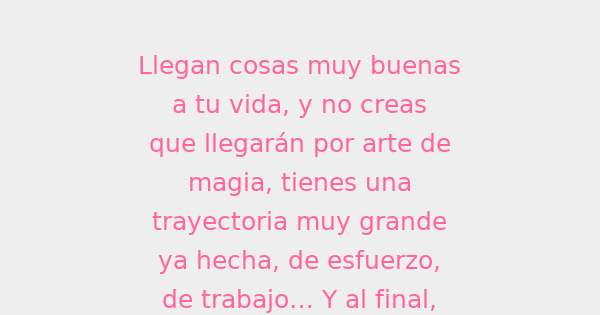 Llegan cosas muy buenas
a tu vida, y no creas
que llegarán por arte de
magia, tienes una
trayectoria muy grande
ya hecha, de esfuerzo,
de trabajo... Y al final,